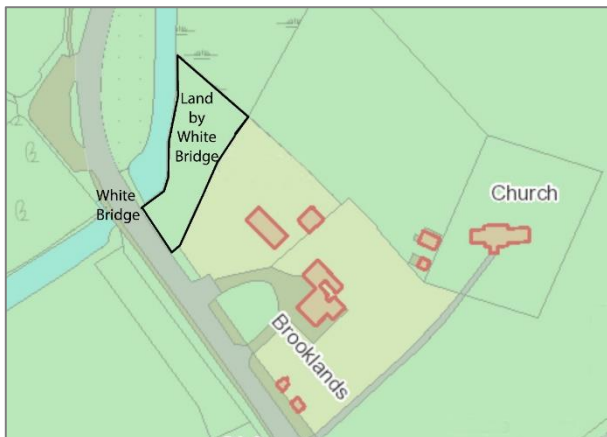 Land
by
White
Bridge
White
Bridge
Church
Brooklands